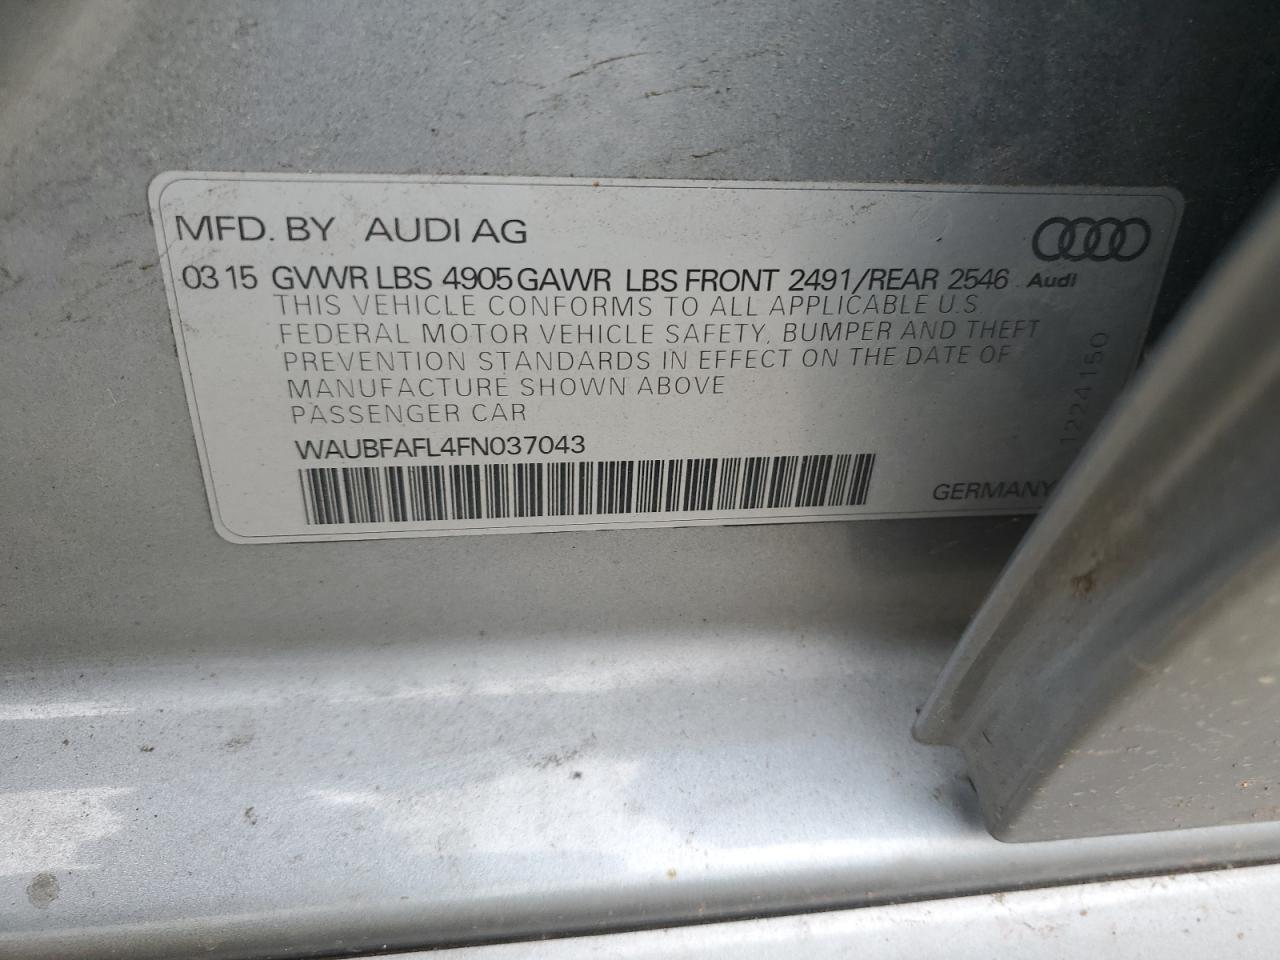 MFD. BY AUDI AG
03 15 GVWR LBS 4905 GAWR LBS FRONT 2491/REAR 2546 Audi
THIS VEHICLE CONFORMS TO ALL APPLICABLE U.S
FEDERAL MOTOR VEHICLE SAFETY, BUMPER AND THEFT
PREVENTION STANDARDS IN EFFECT ON THE DATE OF
MANUFACTURE SHOWN ABOVE
PASSENGER CAR
WAUBFAFL4FN037043
GERMANY
1224150